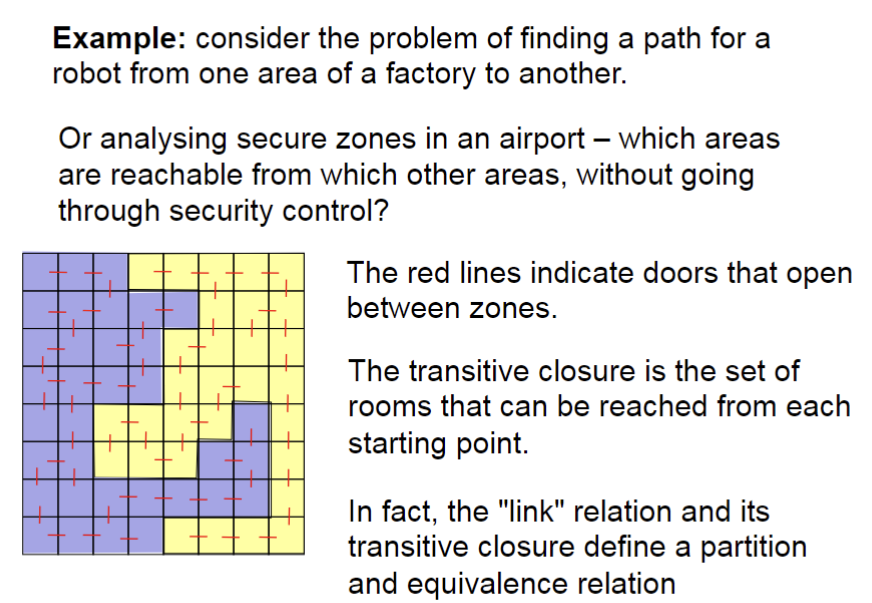 Example: consider the problem of finding a path for a
robot from one area of a factory to another.
Or analysing secure zones in an airport – which areas
are reachable from which other areas, without going
through security control?
The red lines indicate doors that open
between zones.
The transitive closure is the set of
rooms that can be reached from each
starting point.
In fact, the "link" relation and its
transitive closure define a partition
and equivalence relation